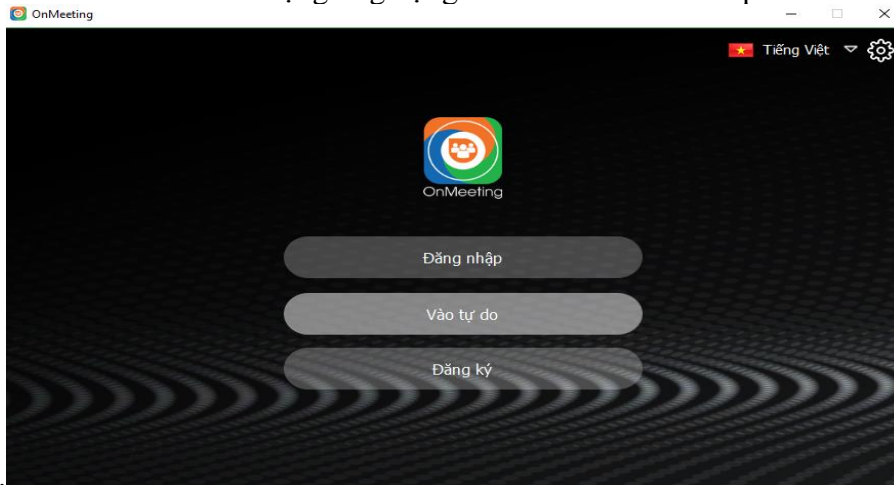 OnMeeting
Tiếng Việt
OnMeeting
Đăng nhập
Vào tự do
Đăng ký